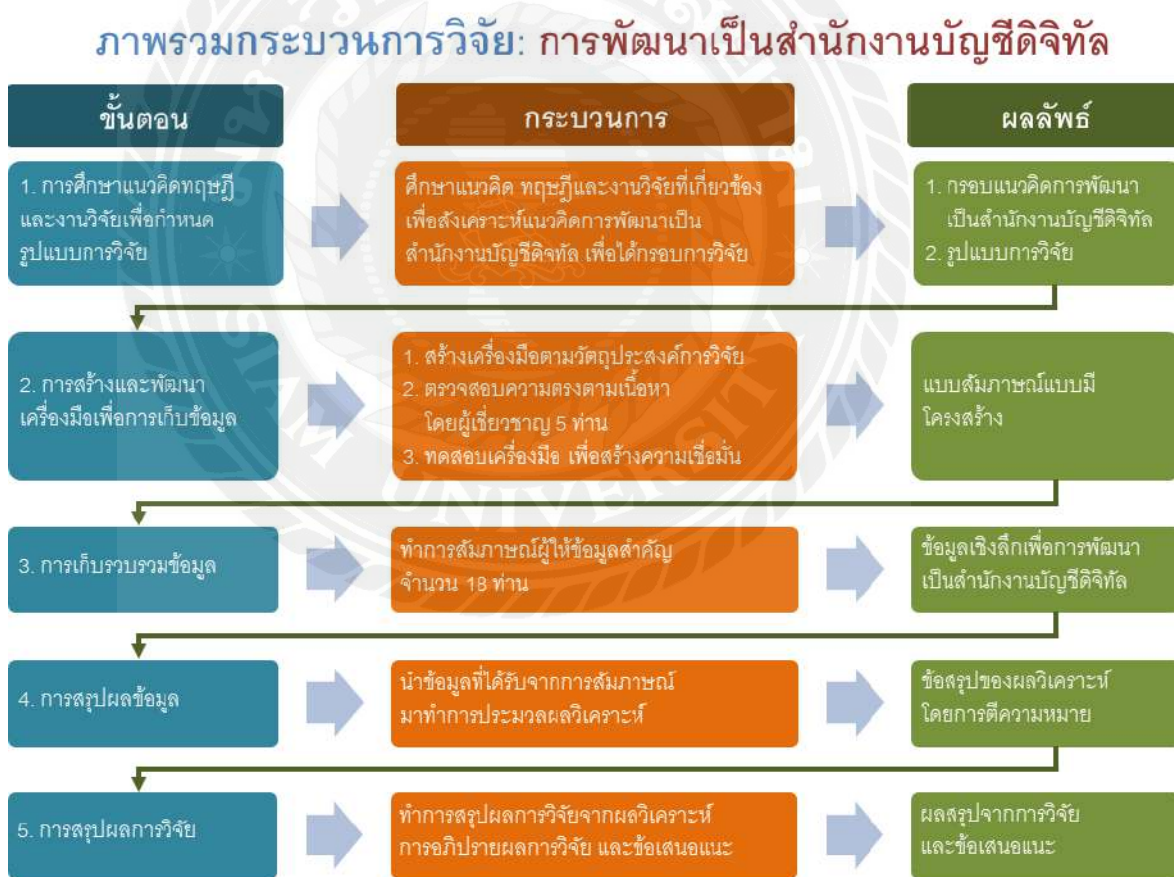 ภาพรวมกระบวนการวิจัย: การพัฒนาเป็นสำนักงานบัญชีดิจิทัล
ขั้นตอน
กระบวนการ
ผลลัพธ์
1. การศึกษาแนวคิดทฤษฎี
และงานวิจัยเพื่อกำหนด
รูปแบบการวิจัย
ศึกษาแนวคิด ทฤษฎีและงานวิจัยที่เกี่ยวข้อง
เพื่อสังเคราะห์แนวคิดการพัฒนาเป็น
สำนักงานบัญชีดิจทัล เพื่อได้กรอบการวิจัย
1. กรอบแนวคิดการพัฒนา
เป็นสำนักงานบัญชีดิจิทัล
2. รูปแบบการวิจัย
2. การสร้างและพัฒนา
เครื่องมือเพื่อการเก็บข้อมูล
1. สร้างเครื่องมือตามวัตถุประสงค์การวิจัย
2. ตรวจสอบความตรงตามเนื้อหา
โดยผู้เชี่ยวชาญ 5 ท่าน
3. ทดสอบเครื่องมือ เพื่อสร้างความเชื่อมั่น
แบบสัมภาษณ์แบบมี
โครงสร้าง
3. การเก็บรวบรวมข้อมูล
ทำการสัมภาษณ์ผู้ให้ข้อมูลสำคัญ
จำนวน 18 ท่าน
ข้อมูลเชิงลึกเพื่อการพัฒนา
เป็นสำนักงานบัญชีดิจิทัล
4. การสรุปผลข้อมูล
นำข้อมูลที่ได้รับจากการสัมภาษณ์
มาทำการประมวลผลวิเคราะห์
ข้อสรุปของผลวิเคราะห์
โดยการตีความหมาย
5. การสรุปผลการวิจัย
ทำการสรุปผลการวิจัยจากผลวิเคราะห์
การอภิปรายผลการวิจัย และข้อเสนอแนะ
ผลสรุปจากการวิจัย
และข้อเสนอแนะ
SIAM UNIVERSITY